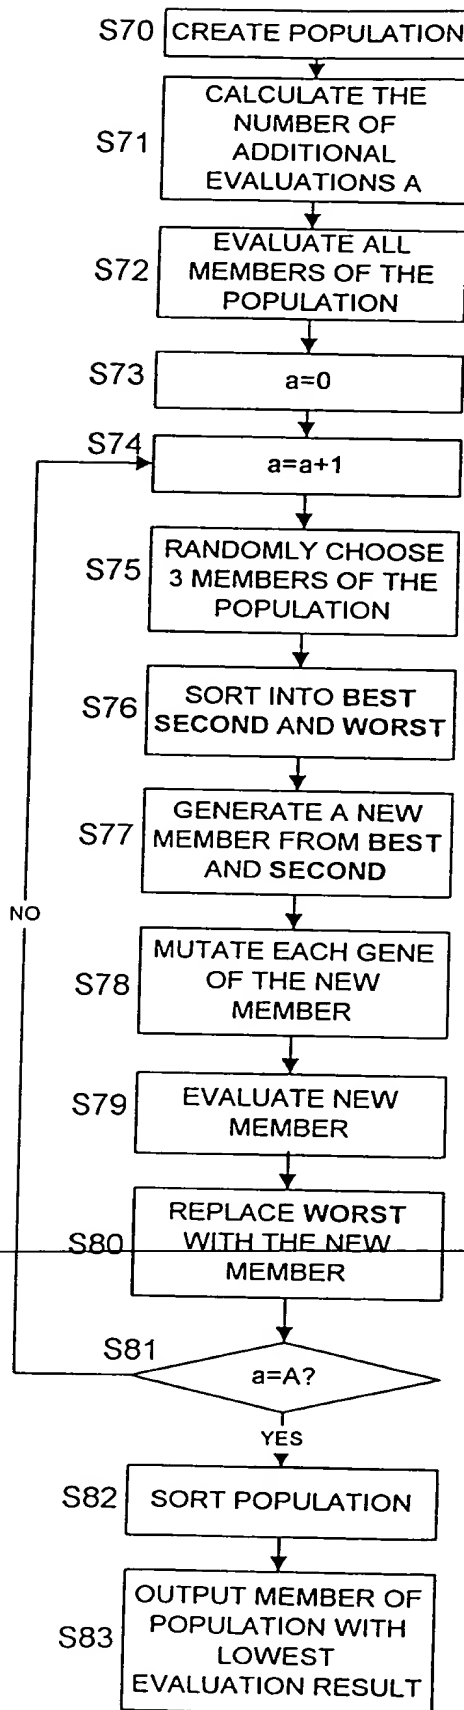 S70 CREATE POPULATION
S71
CALCULATE THE
NUMBER OF
ADDITIONAL
EVALUATIONS A
S72
EVALUATE ALL
MEMBERS OF THE
POPULATION
S73
a=0
S74
a=a+1
S75
RANDOMLY CHOOSE
3 MEMBERS OF THE
POPULATION
S76
SORT INTO BEST
SECOND AND WORST
S77
GENERATE A NEW
MEMBER FROM BEST
AND SECOND
NO
S78
MUTATE EACH GENE
OF THE NEW
MEMBER
S79
EVALUATE NEW
MEMBER
S80
REPLACE WORST
WITH THE NEW
MEMBER
S81
a=A?
YES
S82 SORT POPULATION
S83
OUTPUT MEMBER OF
POPULATION WITH
LOWEST
EVALUATION RESULT